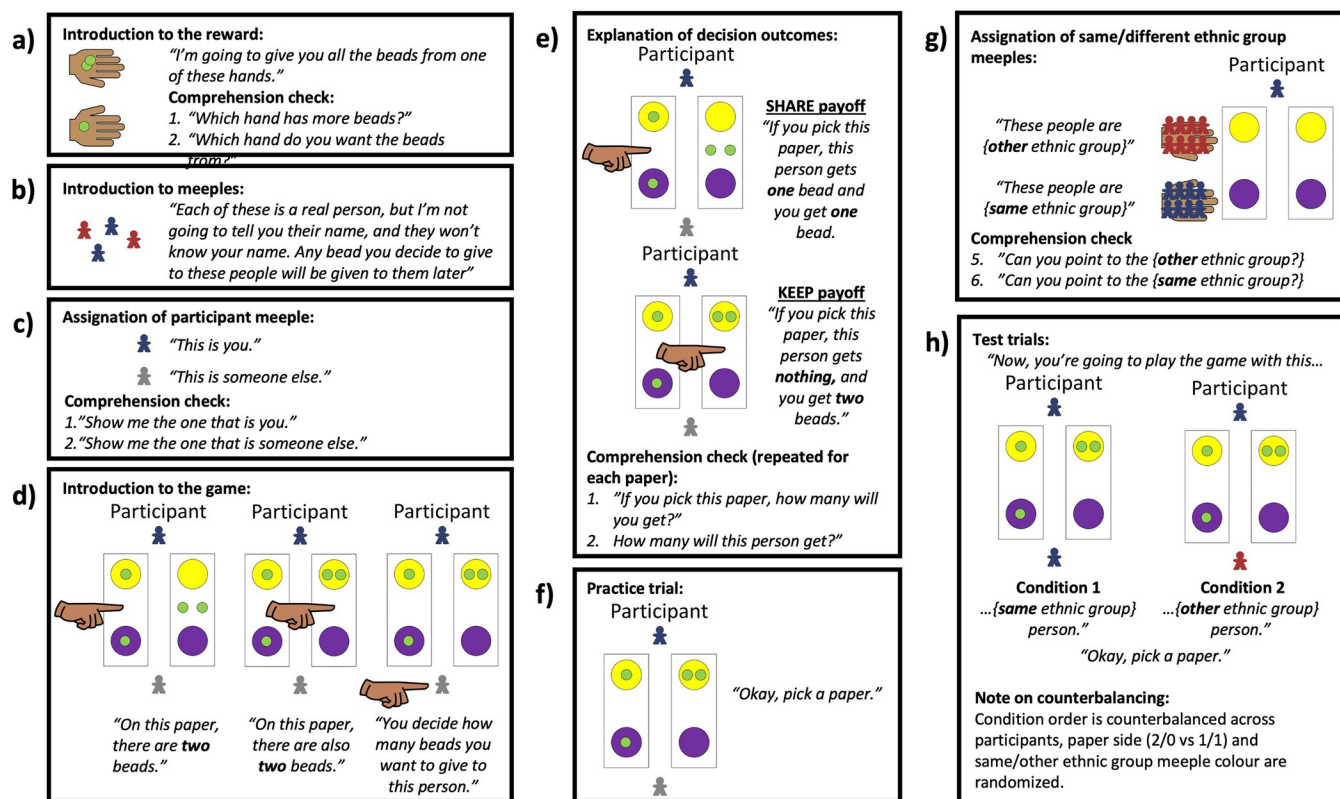 a)
Introduction to the reward:
“I’m going to give you all the beads from one
of these hands.”
Comprehension check:
1. “Which hand has more beads?”
2. “Which hand do you want the beads
from?”
b)
Introduction to meeples:
“Each of these is a real person, but I’m not
going to tell you their name, and they won’t
know your name. Any bead you decide to give
to these people will be given to them later”
c)
Assignation of participant meeple:
“This is you.”
“This is someone else.”
Comprehension check:
1.”Show me the one that is you.”
2.“Show me the one that is someone else.”
d)
Introduction to the game:
Participant Participant Participant
“On this paper,
there are two
beads.”
“On this paper,
there are also
two beads.”
“You decide how
many beads you
want to give to
this person.”
e)
Explanation of decision outcomes:
Participant
SHARE payoff
“If you pick this
paper, this
person gets
one bead and
you get one
bead.
Participant
KEEP payoff
“If you pick this
paper, this
person gets
nothing, and
you get two
beads.”
Comprehension check (repeated for
each paper):
1. ”If you pick this paper, how many will
you get?”
2. How many will this person get?”
f)
Practice trial:
Participant
“Okay, pick a paper.”
g)
Assignation of same/different ethnic group
meeples:
Participant
“These people are
{other ethnic group}”
“These people are
{same ethnic group}”
Comprehension check
5. ”Can you point to the {other ethnic group?}
6. ”Can you point to the {same ethnic group?}
h)
Test trials:
“Now, you’re going to play the game with this…
Participant Participant
Condition 1
…{same ethnic group}
person.”
Condition 2
…{other ethnic group}
person.”
“Okay, pick a paper.”
Note on counterbalancing:
Condition order is counterbalanced across
participants, paper side (2/0 vs 1/1) and
same/other ethnic group meeple colour are
randomized.